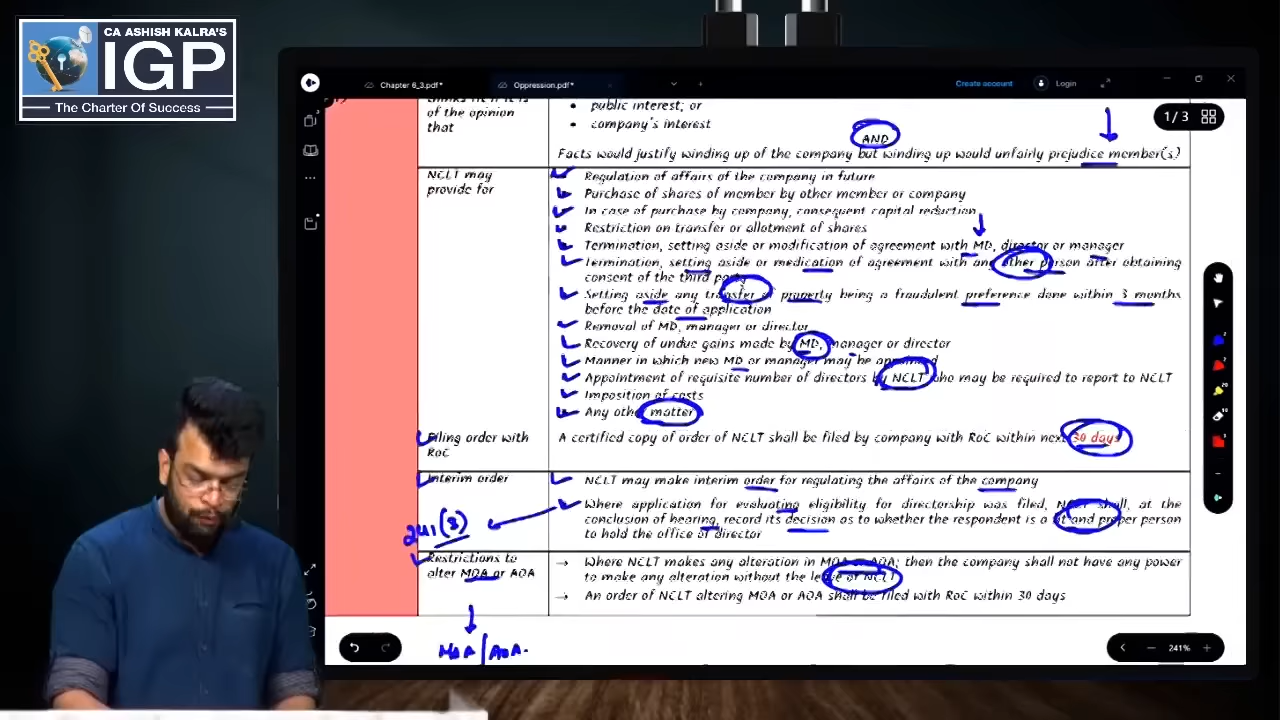 CA ASHISH KALRA'S
IGP
The Charter Of Success
Chapter 6_3.pdf*
Oppression.pdf*
Create account
Login
1/3
thinks fit if it is
of the opinion
that
public interest; or
company's interest
AND
Facts would justify winding up of the company but winding up would unfairly prejudice member(s)
NCLT may
provide for
Regulation of affairs of the company in future
Purchase of shares of member by other member or company
In case of purchase by company, consequent capital reduction
Restriction on transfer or allotment of shares
Termination, setting aside or modification of agreement with MD, director or manager
Termination, setting aside or medication of agreement with any other person after obtaining
consent of the third party
Setting aside any transfer of property being a fraudulent preference done within 3 months
before the date of application
Removal of MD, manager or director
Recovery of undue gains made by MD, manager or director
Manner in which new MD or manager may be appointed
Appointment of requisite number of directors by NCLT who may be required to report to NCLT
Imposition of costs
Any other matter
Filing order with
RoC
A certified copy of order of NCLT shall be filed by company with RoC within next 30 days
Interim order
NCLT may make interim order for regulating the affairs of the company
Where application for evaluating eligibility for directorship was filed, NCLT shall, at the
conclusion of hearing, record its decision as to whether the respondent is a fit and proper person
to hold the office of director
241(3)
Restrictions to
alter MOA or AOA
Where NCLT makes any alteration in MOA or AOA; then the company shall not have any power
to make any alteration without the leave of NCLT
An order of NCLT altering MOA or AOA shall be filed with RoC within 30 days
MOA/AOA.
241%